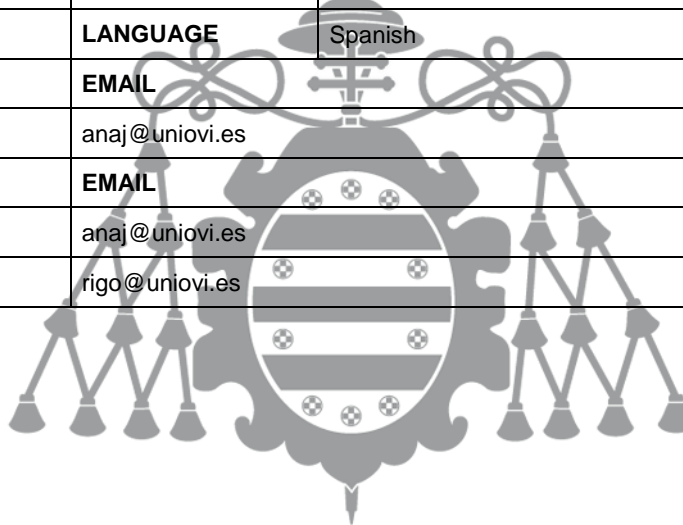 LANGUAGE Spanish
EMAIL
anaj@uniovi.es
EMAIL
anaj@uniovi.es
rigo@uniovi.es